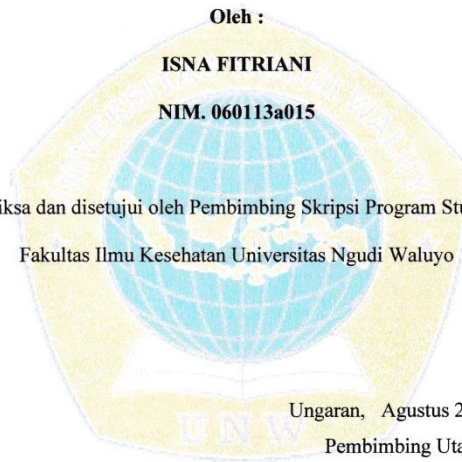 Oleh :
ISNA FITRIANI
NIM. 060113a015
iksa dan disetujui oleh Pembimbing Skripsi Program Stu
Fakultas Ilmu Kesehatan Universitas Ngudi Waluyo
Ungaran, Agustus 2
Pembimbing Uta
UNW